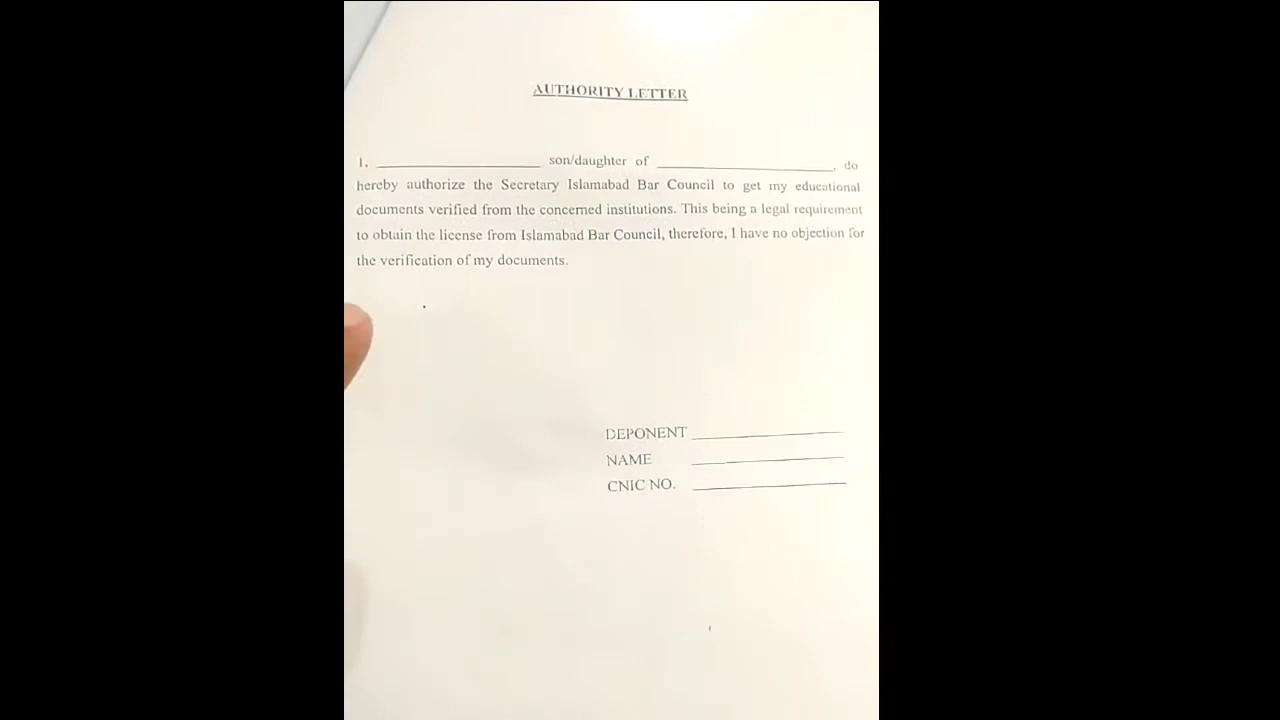 AUTHORITY LETTER
I, ____________________ son/daughter of ____________________, do
hereby authorize the Secretary Islamabad Bar Council to get my educational
documents verified from the concerned institutions. This being a legal requirement
to obtain the license from Islamabad Bar Council, therefore, I have no objection for
the verification of my documents.
DEPONENT ____________________
NAME ____________________
CNIC NO. ____________________